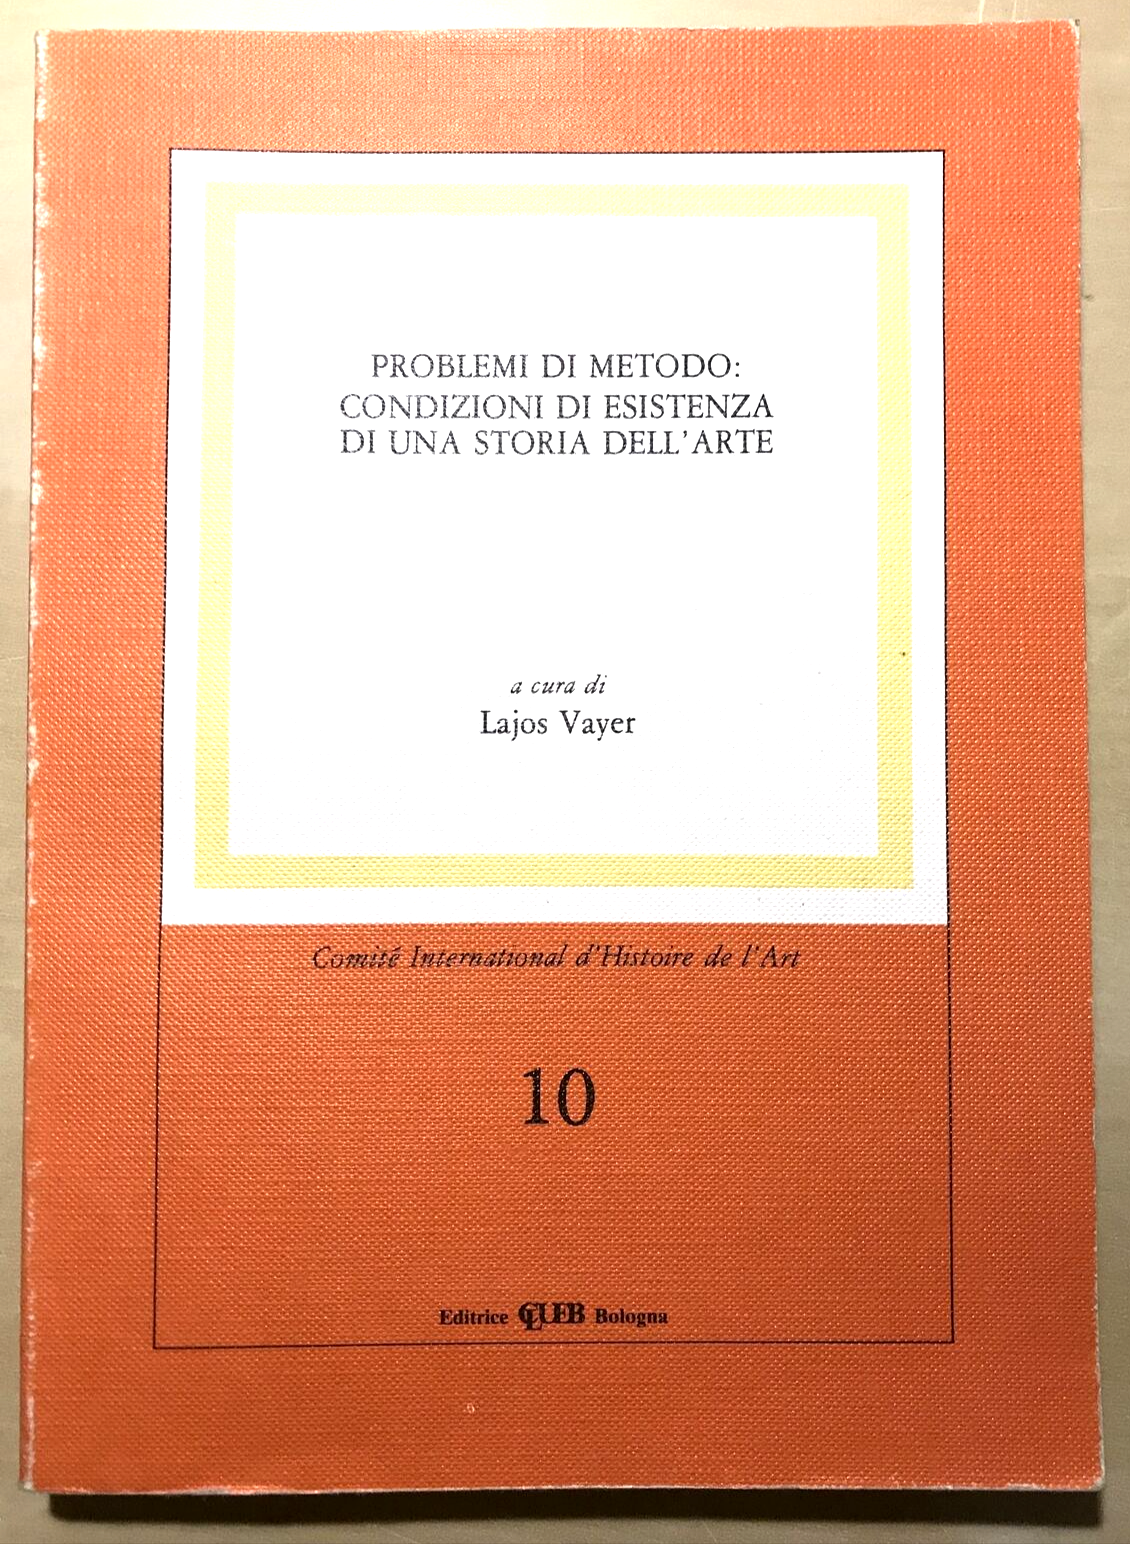 PROBLEMI DI METODO:
CONDIZIONI DI ESISTENZA
DI UNA STORIA DELL'ARTE
a cura di
Lajos Vayer
Comité International d'Histoire de l'Art
10
Editrice CLUEB Bologna